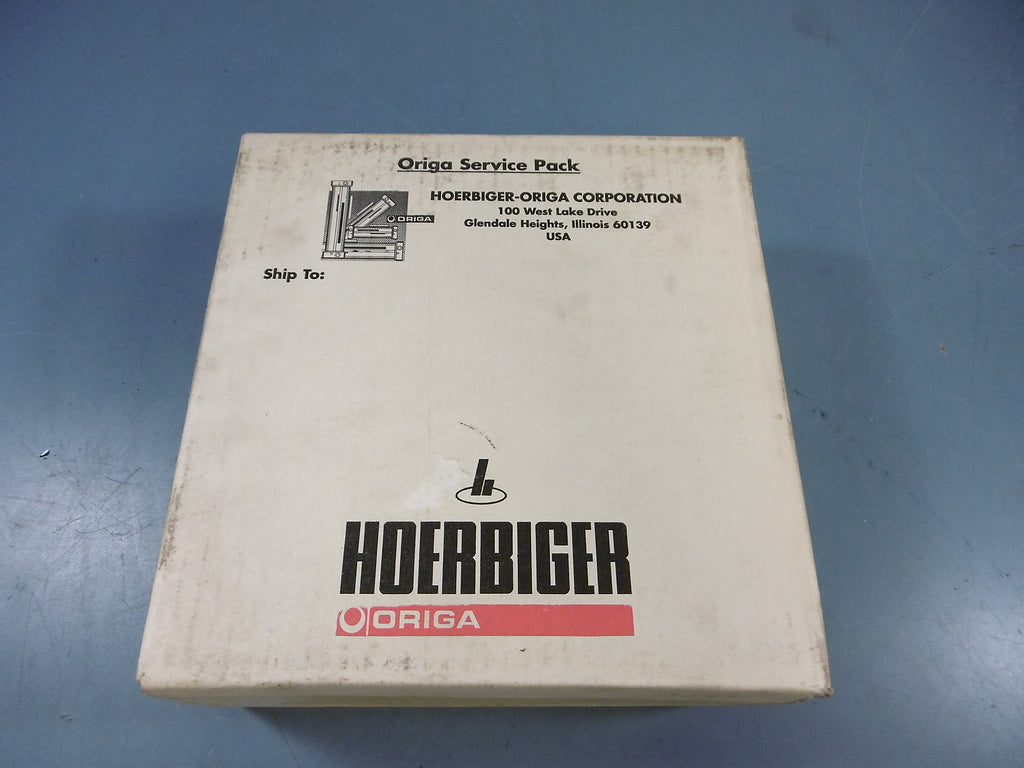 Origa Service Pack
HOERBIGER-ORIGA CORPORATION
100 West Lake Drive
Glendale Heights, Illinois 60139
USA
ORIGA
Ship To:
HOERBIGER
ORIGA